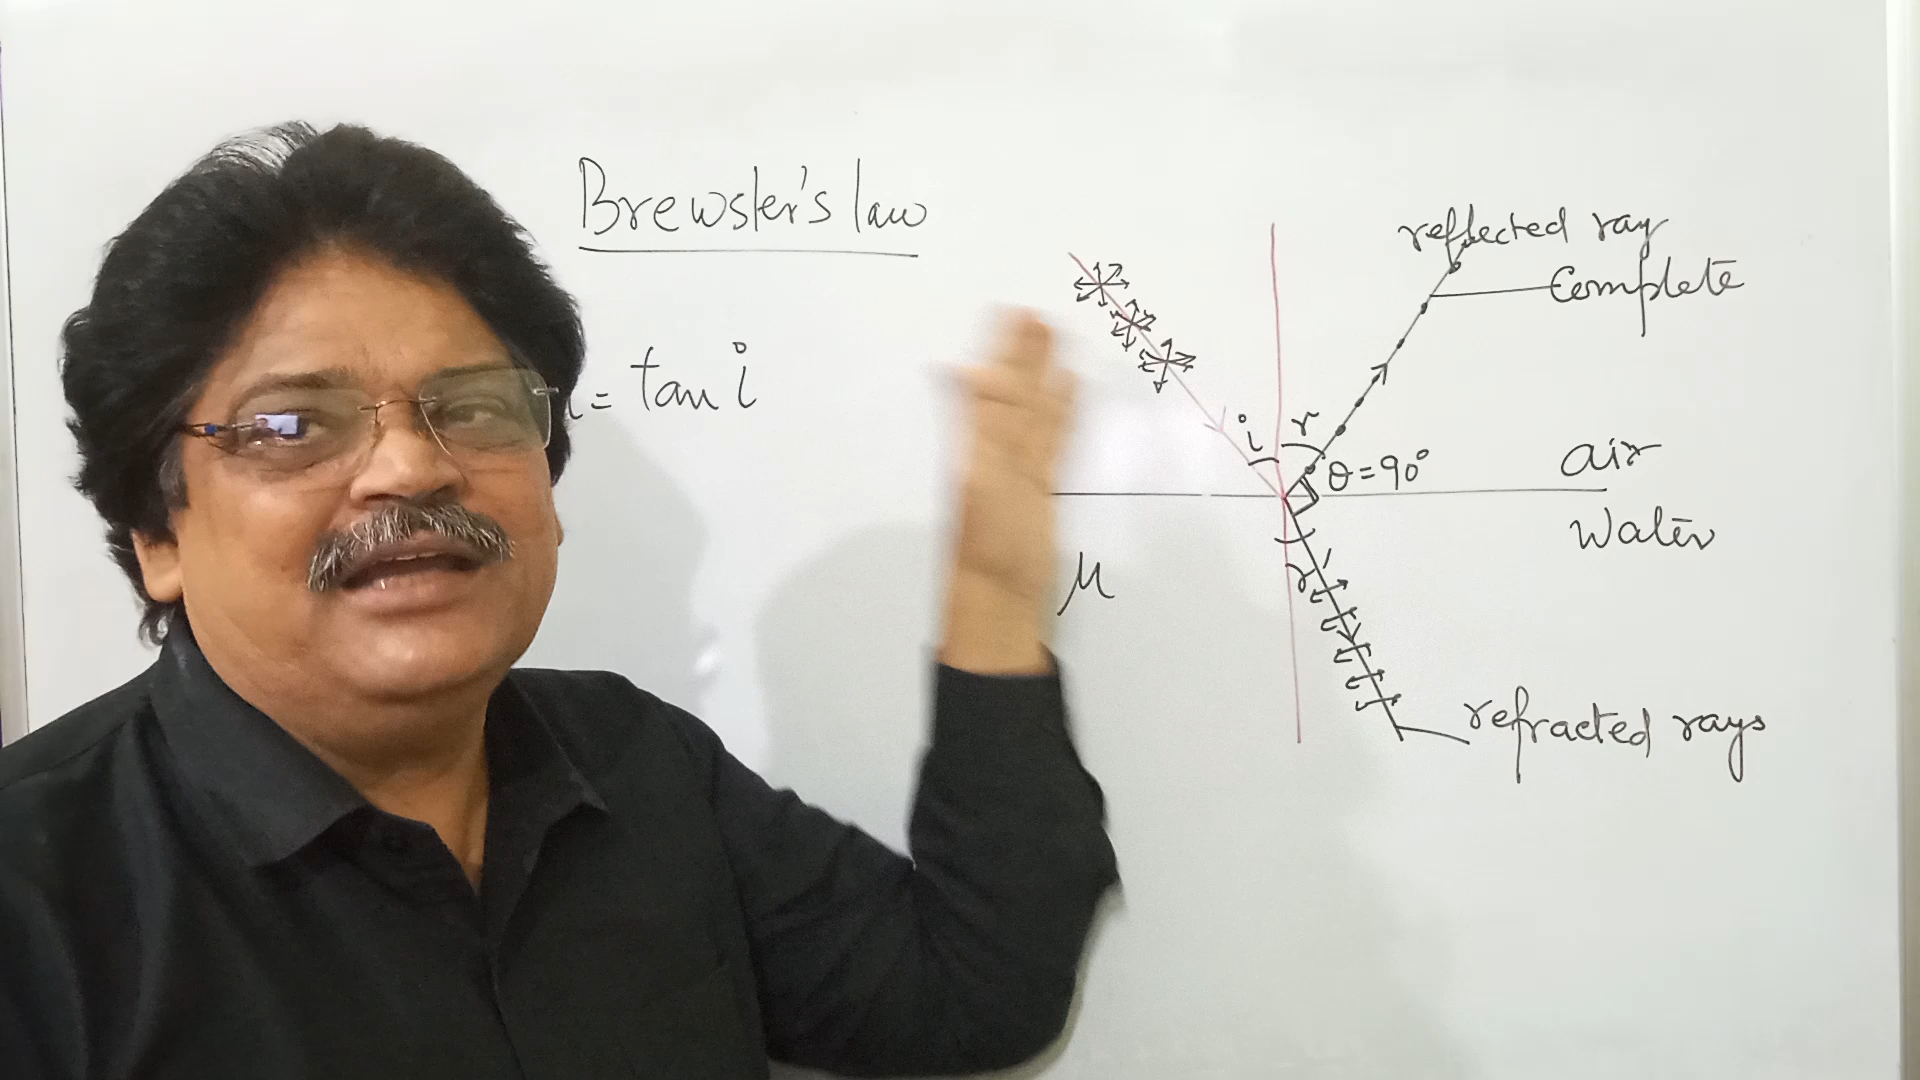 Brewster's law
= tan i
reflected ray
Complete
i
r
θ = 90°
air
Water
μ
r'
refracted rays